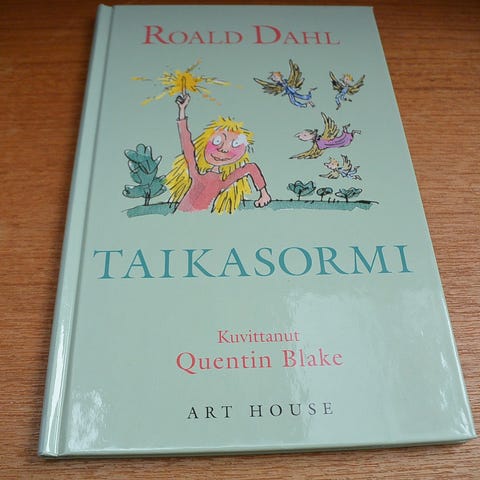 ROALD DAHL
TAIKASORMI
Kuvittanut
Quentin Blake
ART HOUSE